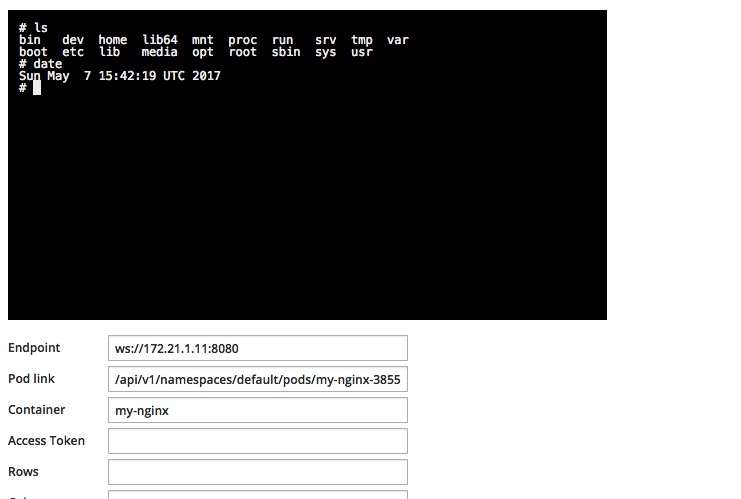 # ls
bin   dev  home  lib64  mnt  proc  run   srv  tmp  var
boot  etc  lib   media  opt  root  sbin  sys  usr
# date
Sun May  7 15:42:19 UTC 2017
#
Endpoint ws://172.21.1.11:8080
Pod link /api/v1/namespaces/default/pods/my-nginx-3855
Container my-nginx
Access Token
Rows